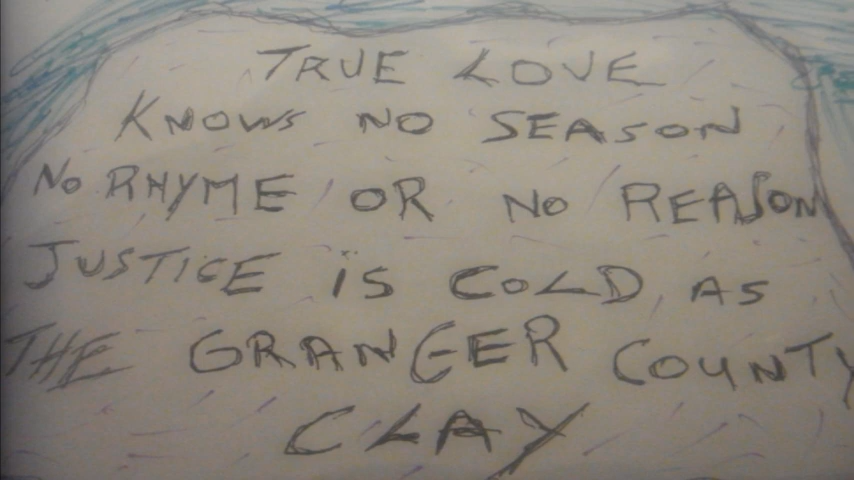 TRUE LOVE
KNOWS NO SEASON
NO RHYME OR NO REASON
JUSTICE IS COLD AS
THE GRANGER COUNTY
CLAY